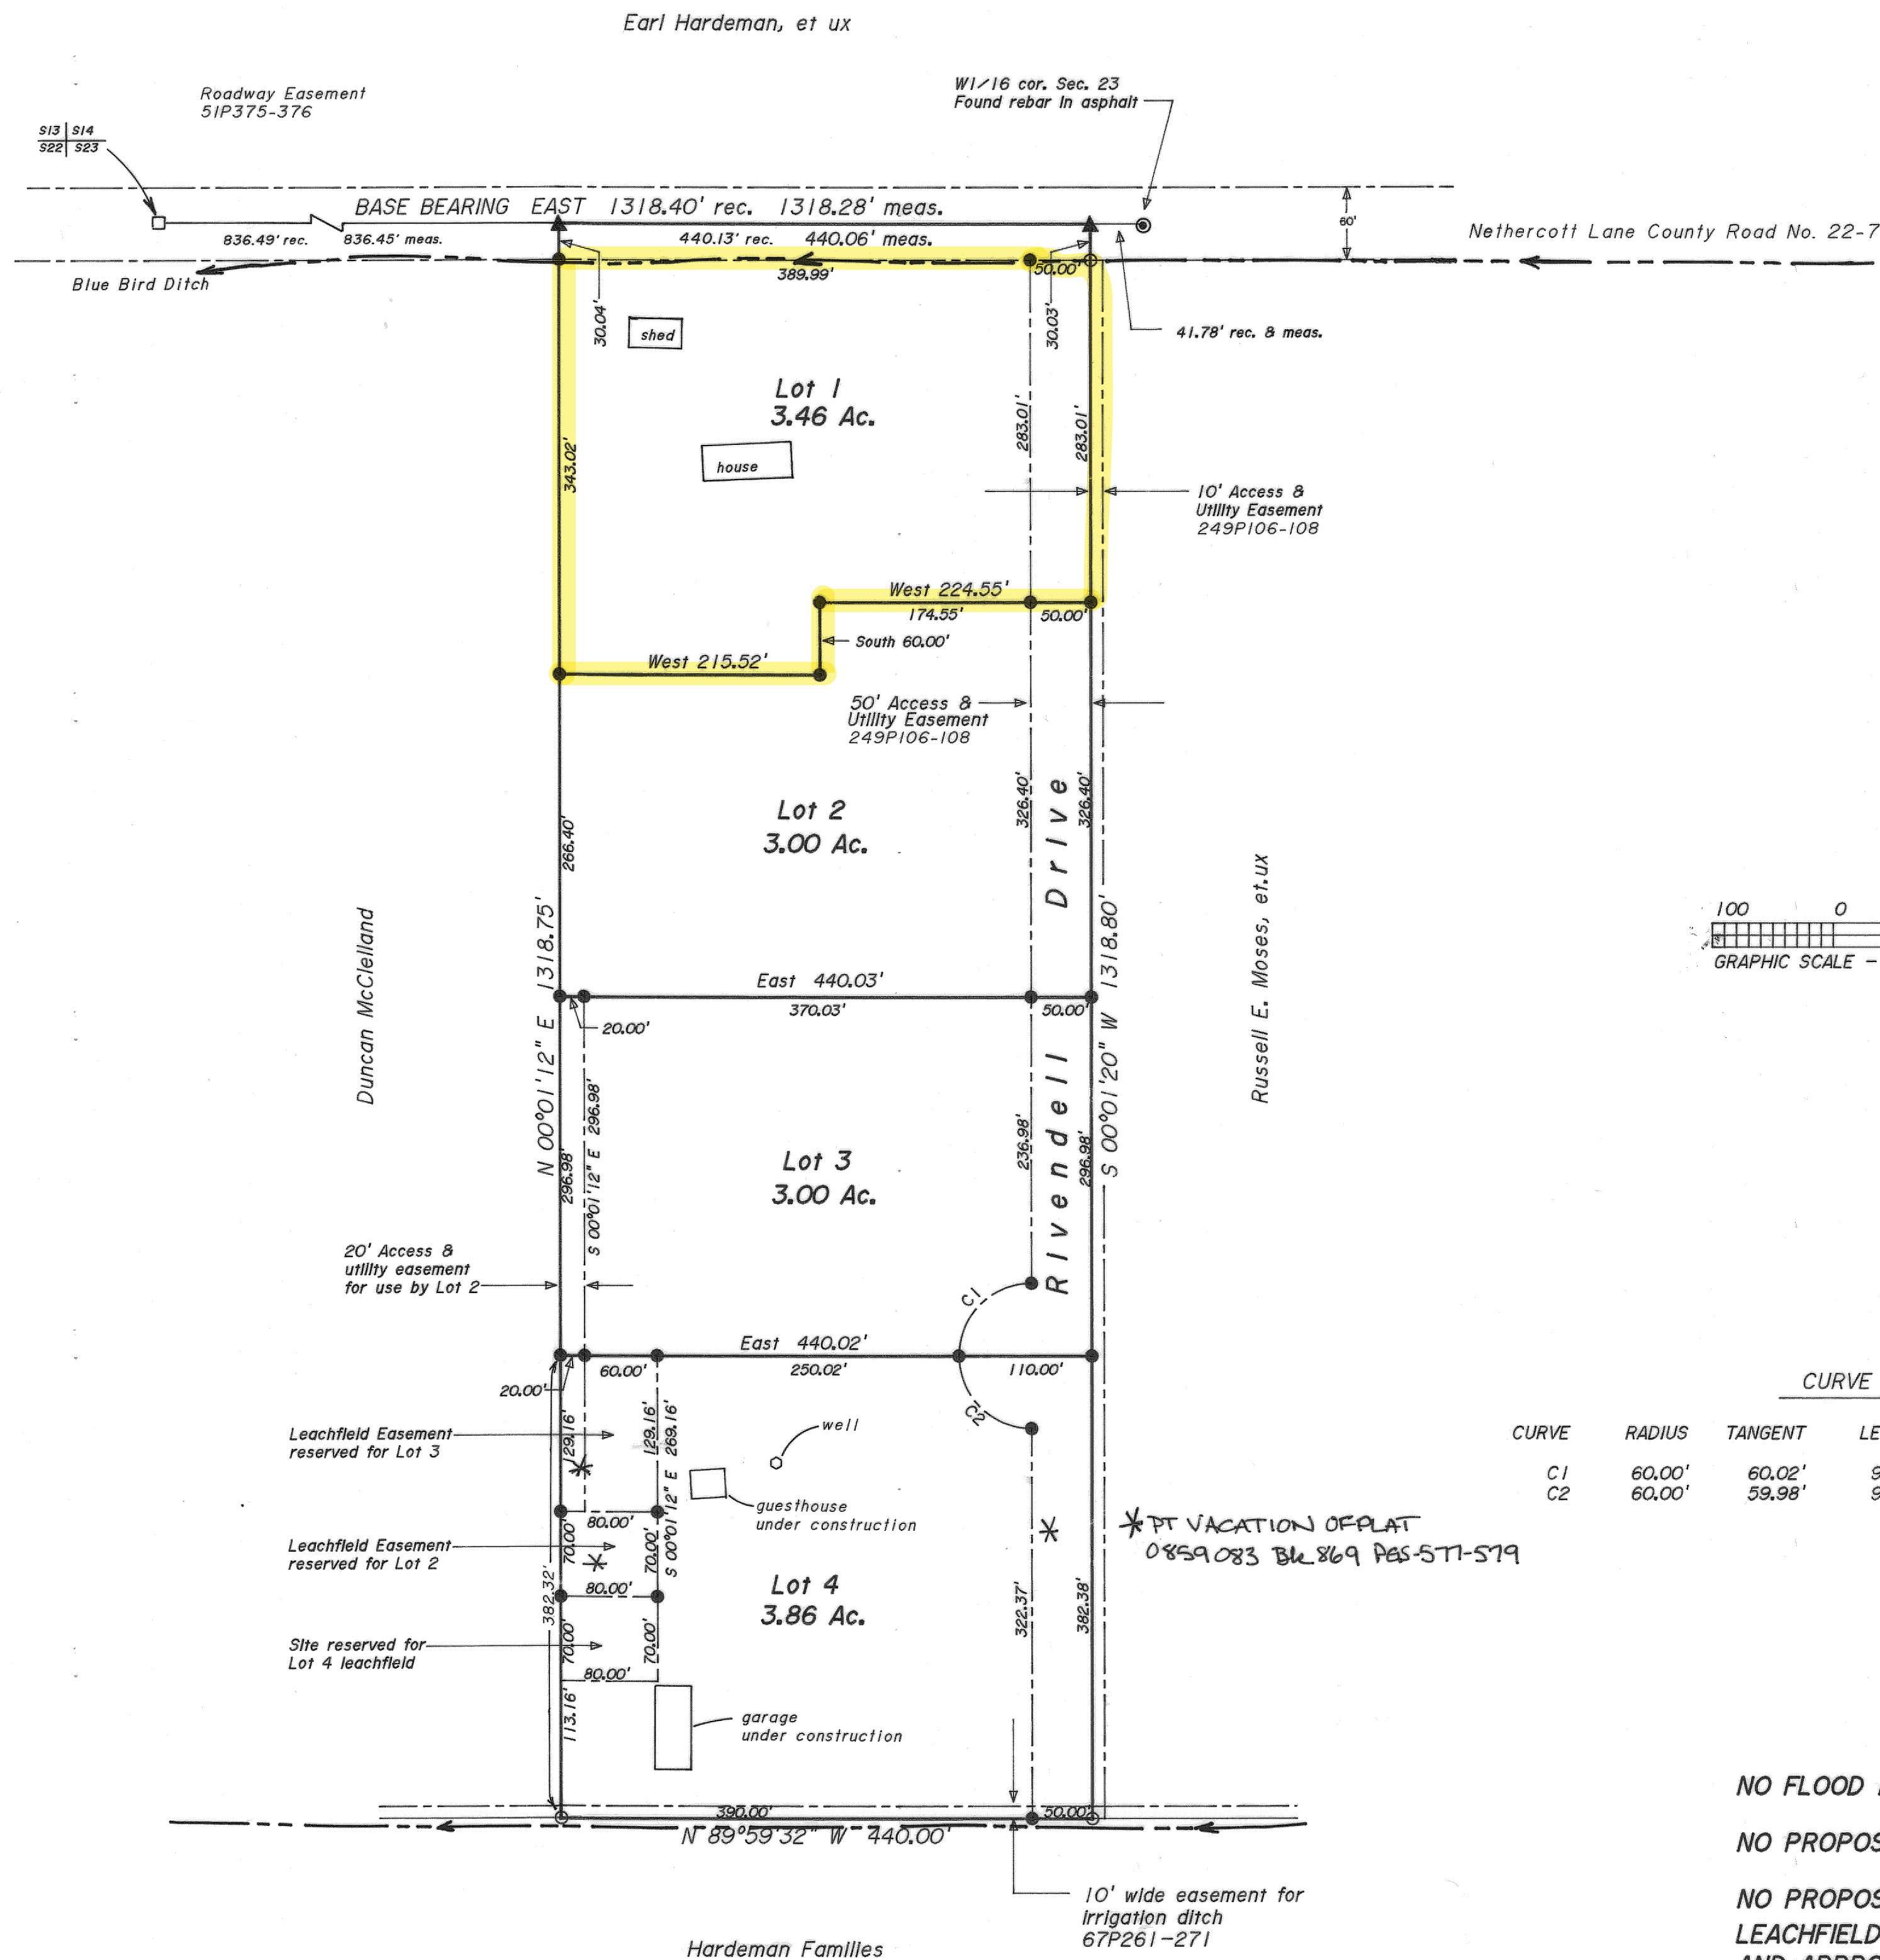 Earl Hardeman, et ux
Roadway Easement
51P375-376
W1/16 cor. Sec. 23
Found rebar in asphalt
S13 S14
S22 S23
BASE BEARING EAST 1318.40' rec. 1318.28' meas.
836.49' rec. 836.45' meas.
440.13' rec. 440.06' meas.
60'
Nethercott Lane County Road No. 22-7
Blue Bird Ditch
389.99'
50.00'
30.04'
30.03'
shed
41.78' rec. & meas.
Lot 1
3.46 Ac.
house
343.02'
283.01'
283.01'
10' Access &
Utility Easement
249P106-108
West 224.55'
174.55'
50.00'
South 60.00'
West 215.52'
50' Access &
Utility Easement
249P106-108
Lot 2
3.00 Ac.
266.40'
326.40'
326.40'
Rivendell Drive
Duncan McClelland
N 00°01'12" E 1318.75'
S 00°01'20" W 1318.80'
Russell E. Moses, et.ux
100 0
GRAPHIC SCALE -
East 440.03'
370.03'
50.00'
20.00'
S 00°01'12" E 296.98'
296.98'
236.98'
296.98'
Lot 3
3.00 Ac.
20' Access &
utility easement
for use by Lot 2
C1
East 440.02'
60.00'
250.02'
110.00'
20.00'
C2
CURVE
CURVE RADIUS TANGENT LE
C1 60.00' 60.02' 9
C2 60.00' 59.98' 9
Leachfield Easement
reserved for Lot 3
129.16'
129.16'
S 00°01'12" E 269.16'
well
guesthouse
under construction
80.00'
* PT VACATION OF PLAT
0859083 Bk 869 PGS-577-579
Leachfield Easement
reserved for Lot 2
70.00'
70.00'
80.00'
382.32'
Lot 4
3.86 Ac.
322.37'
382.38'
Site reserved for
Lot 4 leachfield
70.00'
70.00'
80.00'
113.16'
garage
under construction
390.00'
50.00'
N 89°59'32" W 440.00'
10' wide easement for
irrigation ditch
67P261-271
Hardeman Families
NO FLOOD
NO PROPOS
NO PROPOS
LEACHFIELD